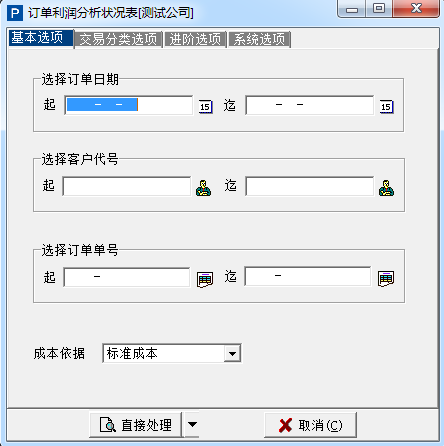 P 订单利润分析状况表[测试公司]
基本选项 交易分类选项 进阶选项 系统选项
选择订单日期
起 - - 15 迄 - - 15
选择客户代号
起 迄
选择订单单号
起 - 迄 -
成本依据 标准成本
直接处理 取消(C)